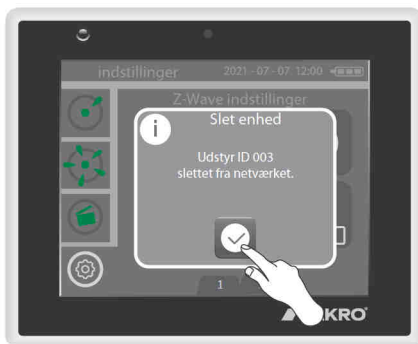 indstillinger 2021-07-07 12:00
Z-Wave indstillinger
Slet enhed
i
Udstyr ID 003
slettet fra netværket.
1
KRO